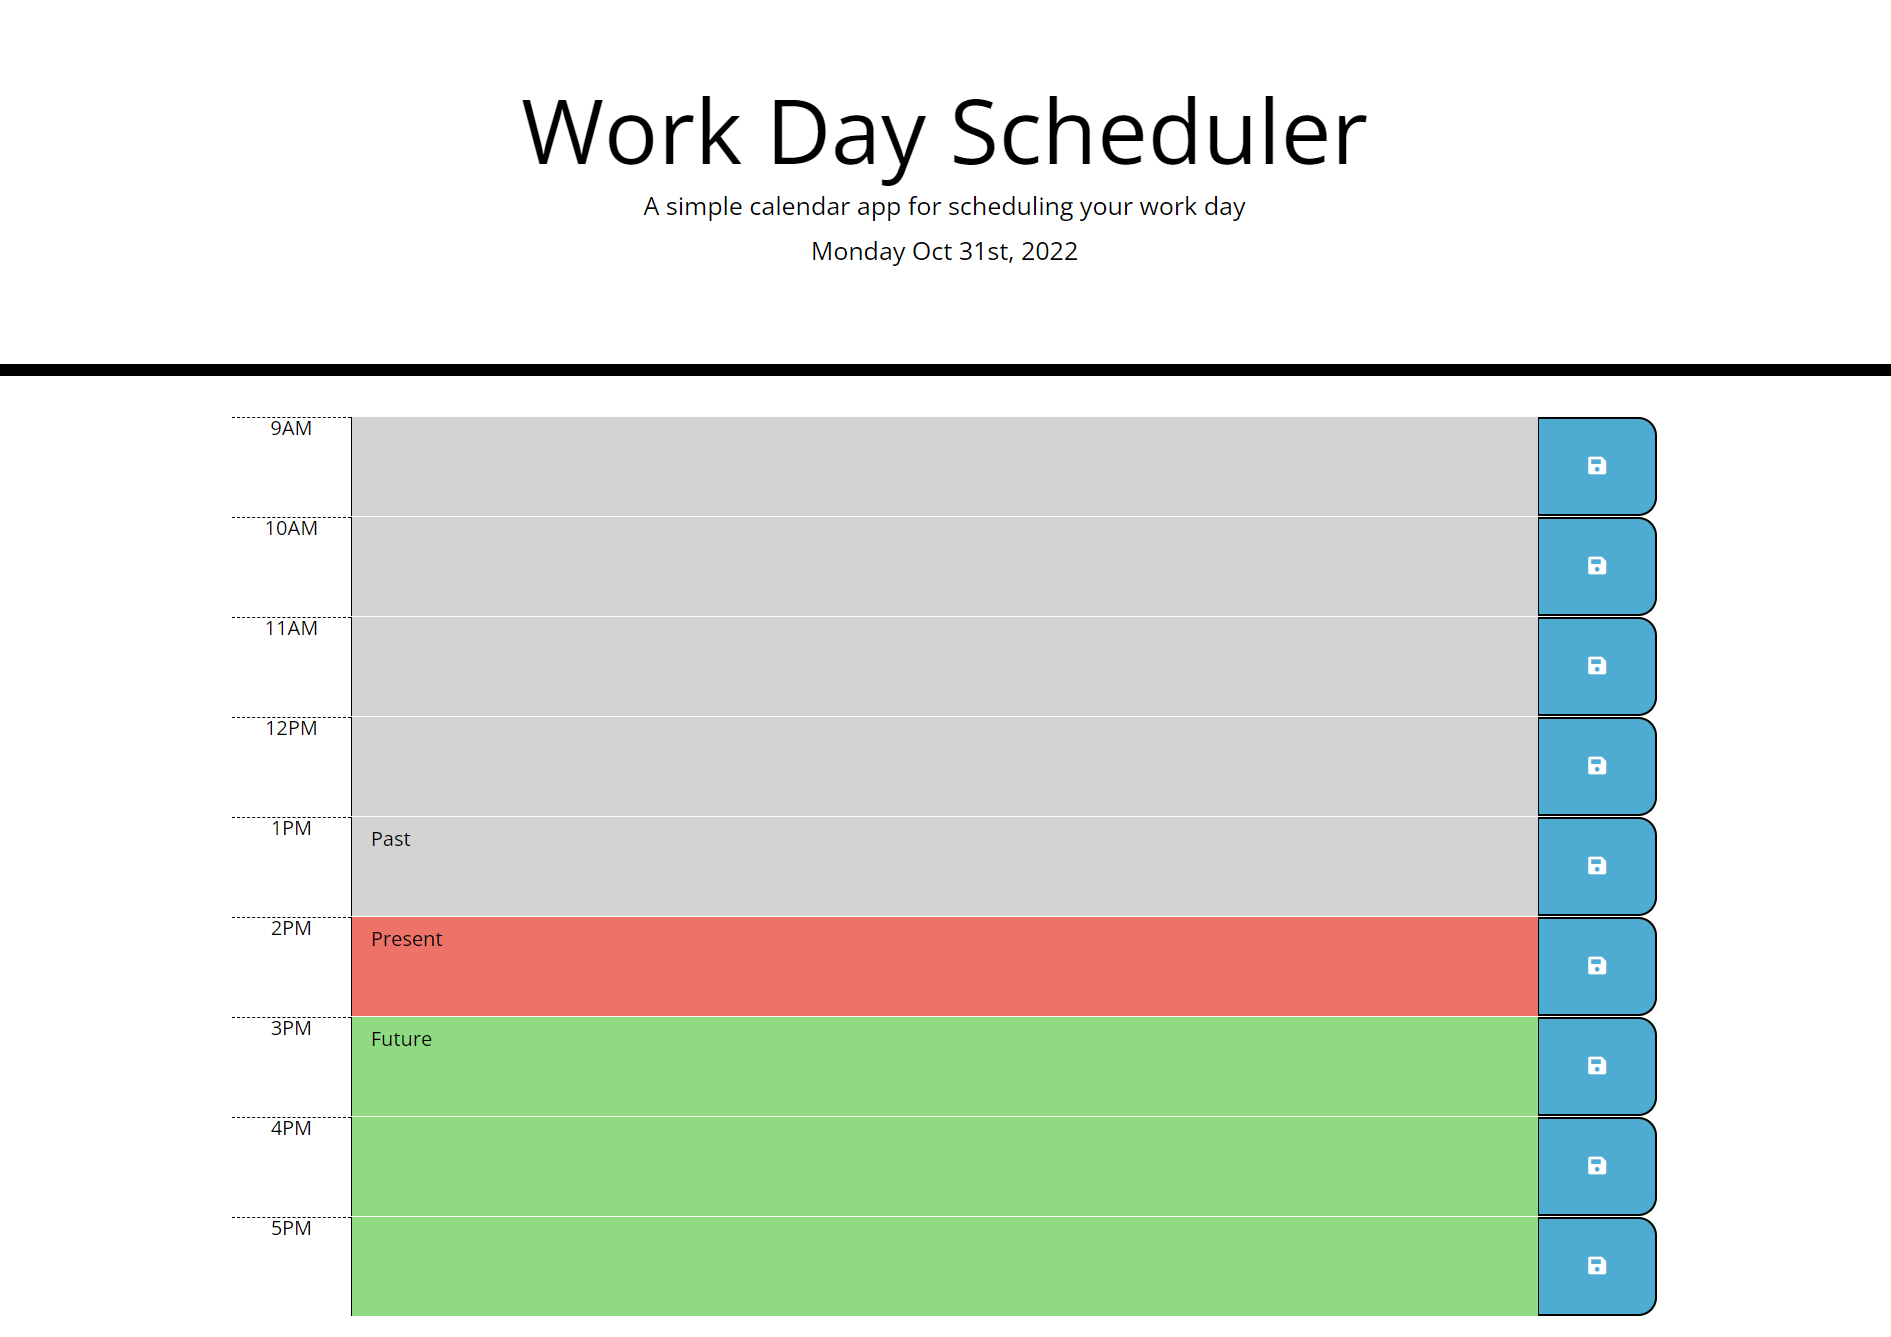 Work Day Scheduler
A simple calendar app for scheduling your work day
Monday Oct 31st, 2022
9AM
10AM
11AM
12PM
1PM
Past
2PM
Present
3PM
Future
4PM
5PM